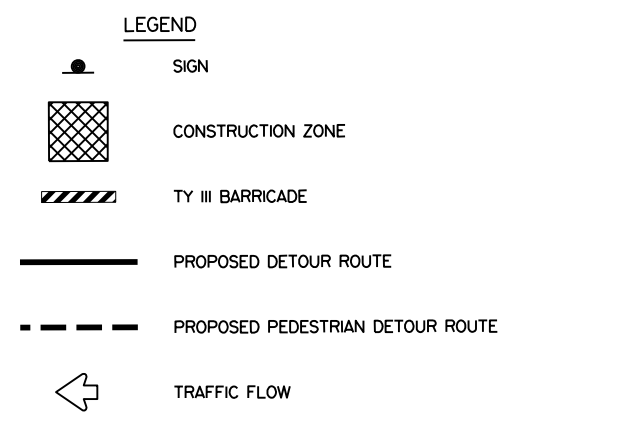 LEGEND
SIGN
CONSTRUCTION ZONE
TY III BARRICADE
PROPOSED DETOUR ROUTE
PROPOSED PEDESTRIAN DETOUR ROUTE
TRAFFIC FLOW